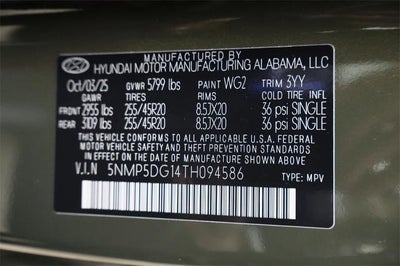 MANUFACTURED BY
HYUNDAI MOTOR MANUFACTURING ALABAMA, LLC
Oct/03/25 GVWR 5799 lbs PAINT WG2 TRIM 3YY
GAWR TIRES RIMS
FRONT 2955 lbs 255/45R20 8.5JX20 36 psi SINGLE
REAR 3109 lbs 255/45R20 8.5JX20 36 psi SINGLE
THIS VEHICLE CONFORMS TO ALL APPLICABLE U.S. FEDERAL
MOTOR VEHICLE SAFETY, BUMPER, AND THEFT PREVENTION STANDARDS
IN EFFECT ON THE DATE OF MANUFACTURE SHOWN ABOVE.
V.I.N 5NMP5DG14TH094586
TYPE: MPV